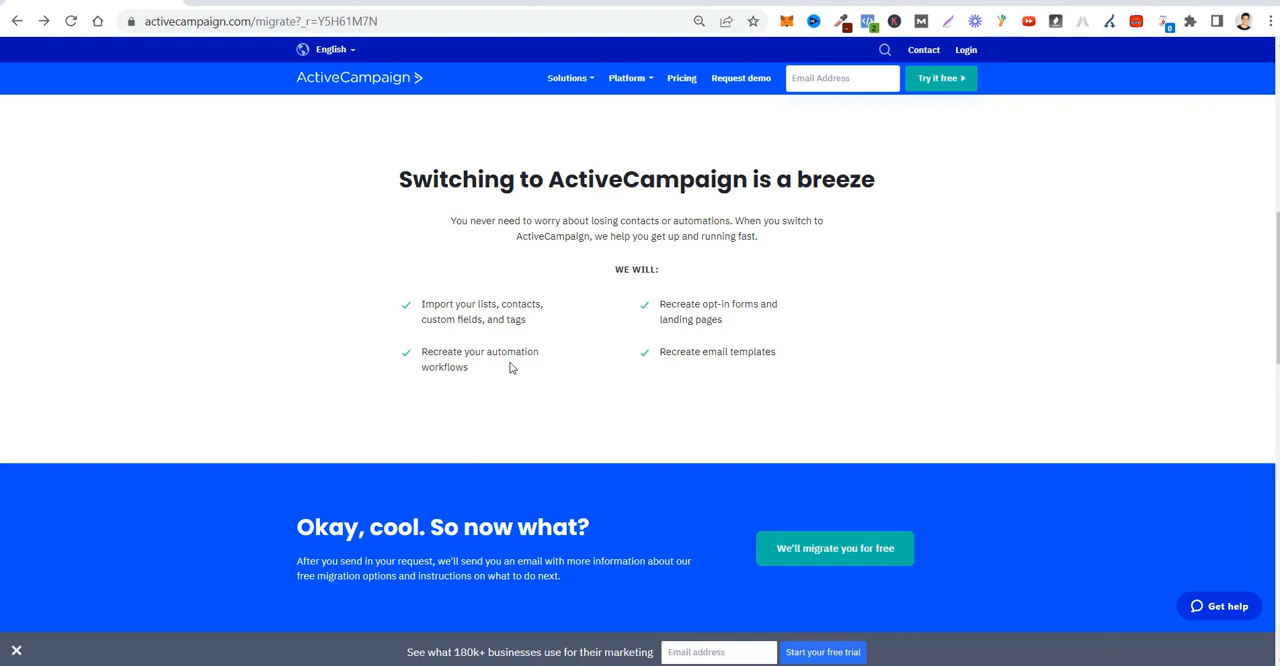 activecampaign.com/migrate?_r=Y5H61M7N
2
0
English
Contact
Login
ActiveCampaign >
Solutions
Platform
Pricing
Request demo
Email Address
Try it free
Switching to ActiveCampaign is a breeze
You never need to worry about losing contacts or automations. When you switch to
ActiveCampaign, we help you get up and running fast.
WE WILL:
Import your lists, contacts,
custom fields, and tags
Recreate opt-in forms and
landing pages
Recreate your automation
workflows
Recreate email templates
Okay, cool. So now what?
After you send in your request, we'll send you an email with more information about our
free migration options and instructions on what to do next.
We'll migrate you for free
Get help
See what 180k+ businesses use for their marketing
Email address
Start your free trial